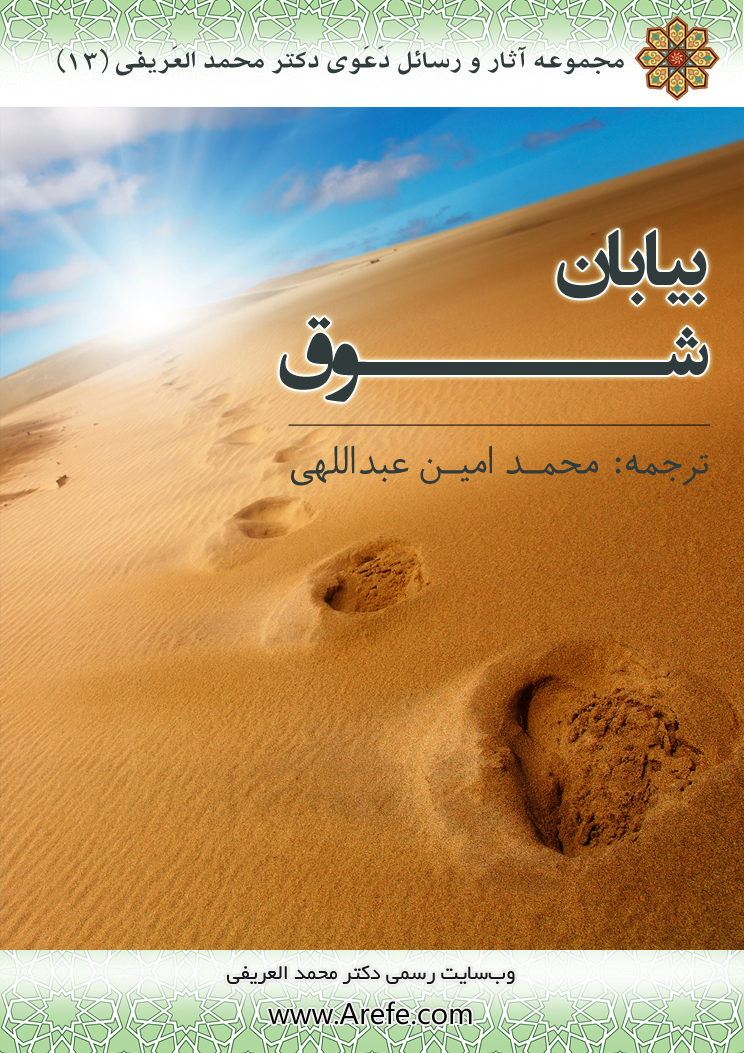 مجموعه آثار و رسائل دَعَوی دکتر محمد العَریفی (۱۳)
بیابان
شـــــوق
ترجمه: محمـد امیـن عبداللهی
وب‌سایت رسمی دکتر محمد العریفی
www.Arefe.com